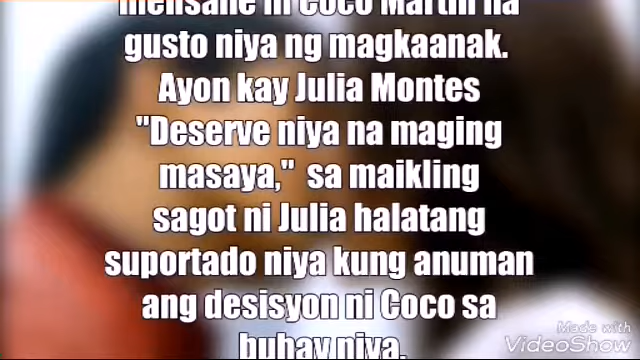 mensahe ni Coco Martin na
gusto niya ng magkaanak.
Ayon kay Julia Montes
"Deserve niya na maging
masaya," sa maikling
sagot ni Julia halatang
suportado niya kung anuman
ang desisyon ni Coco sa
buhay niya.
Made with
VideoShow